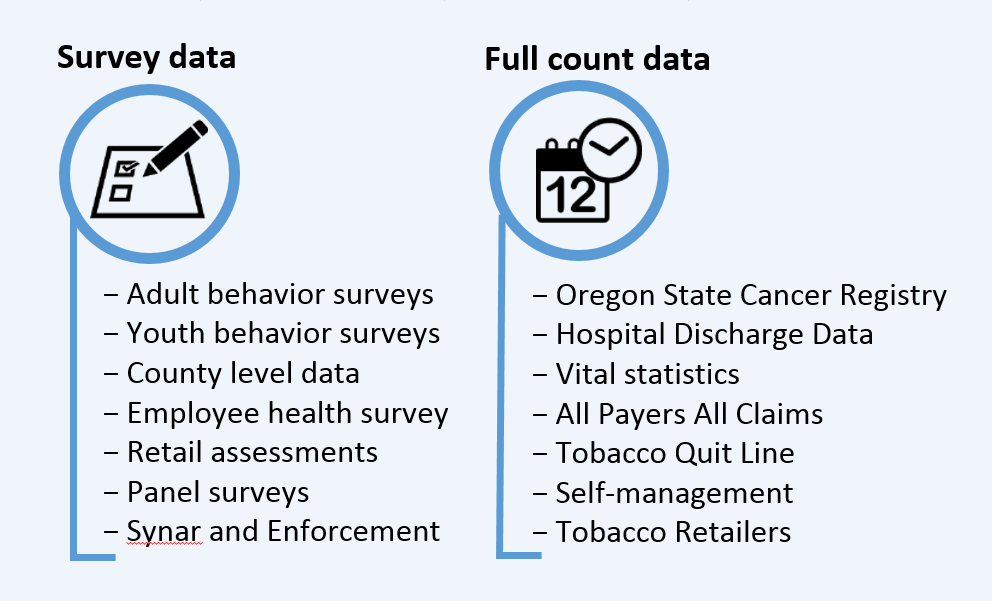 Survey data
– Adult behavior surveys
– Youth behavior surveys
– County level data
– Employee health survey
– Retail assessments
– Panel surveys
– Synar and Enforcement
Full count data
12
– Oregon State Cancer Registry
– Hospital Discharge Data
– Vital statistics
– All Payers All Claims
– Tobacco Quit Line
– Self-management
– Tobacco Retailers